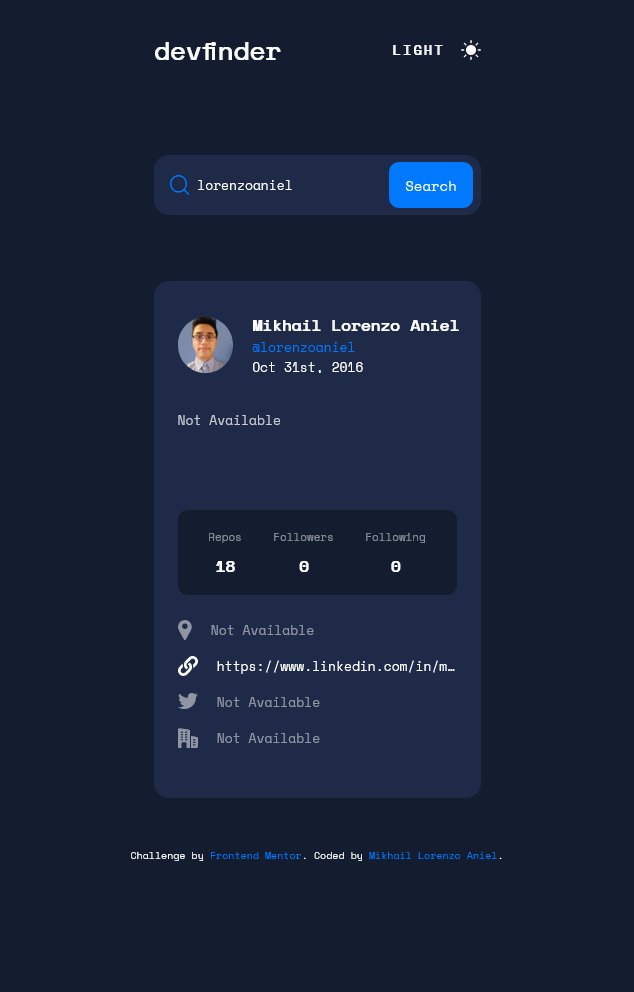 devfinder
LIGHT
lorenzoaniel
Search
Mikhail Lorenzo Aniel
@lorenzoaniel
Oct 31st, 2016
Not Available
Repos Followers Following
18 0 0
Not Available
https://www.linkedin.com/in/m…
Not Available
Not Available
Challenge by Frontend Mentor. Coded by Mikhail Lorenzo Aniel.